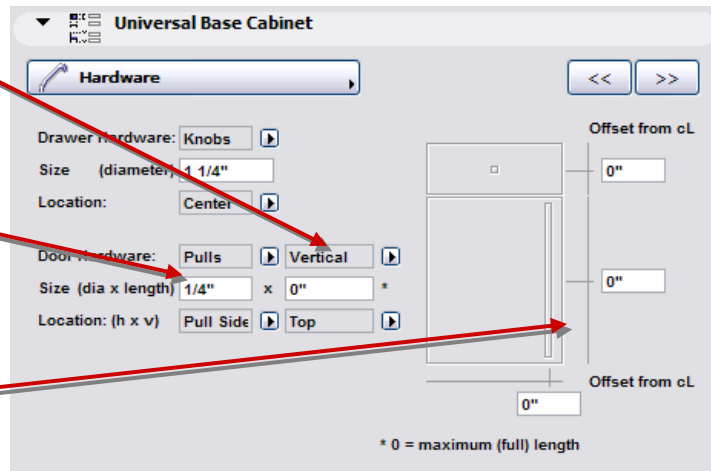 Universal Base Cabinet
Hardware
<< >>
Offset from cL
Drawer Hardware: Knobs
0"
Size (diameter) 1 1/4"
Location: Center
Door Hardware: Pulls Vertical
0"
Size (dia x length) 1/4" x 0" *
Location: (h x v) Pull Side Top
Offset from cL
0"
* 0 = maximum (full) length